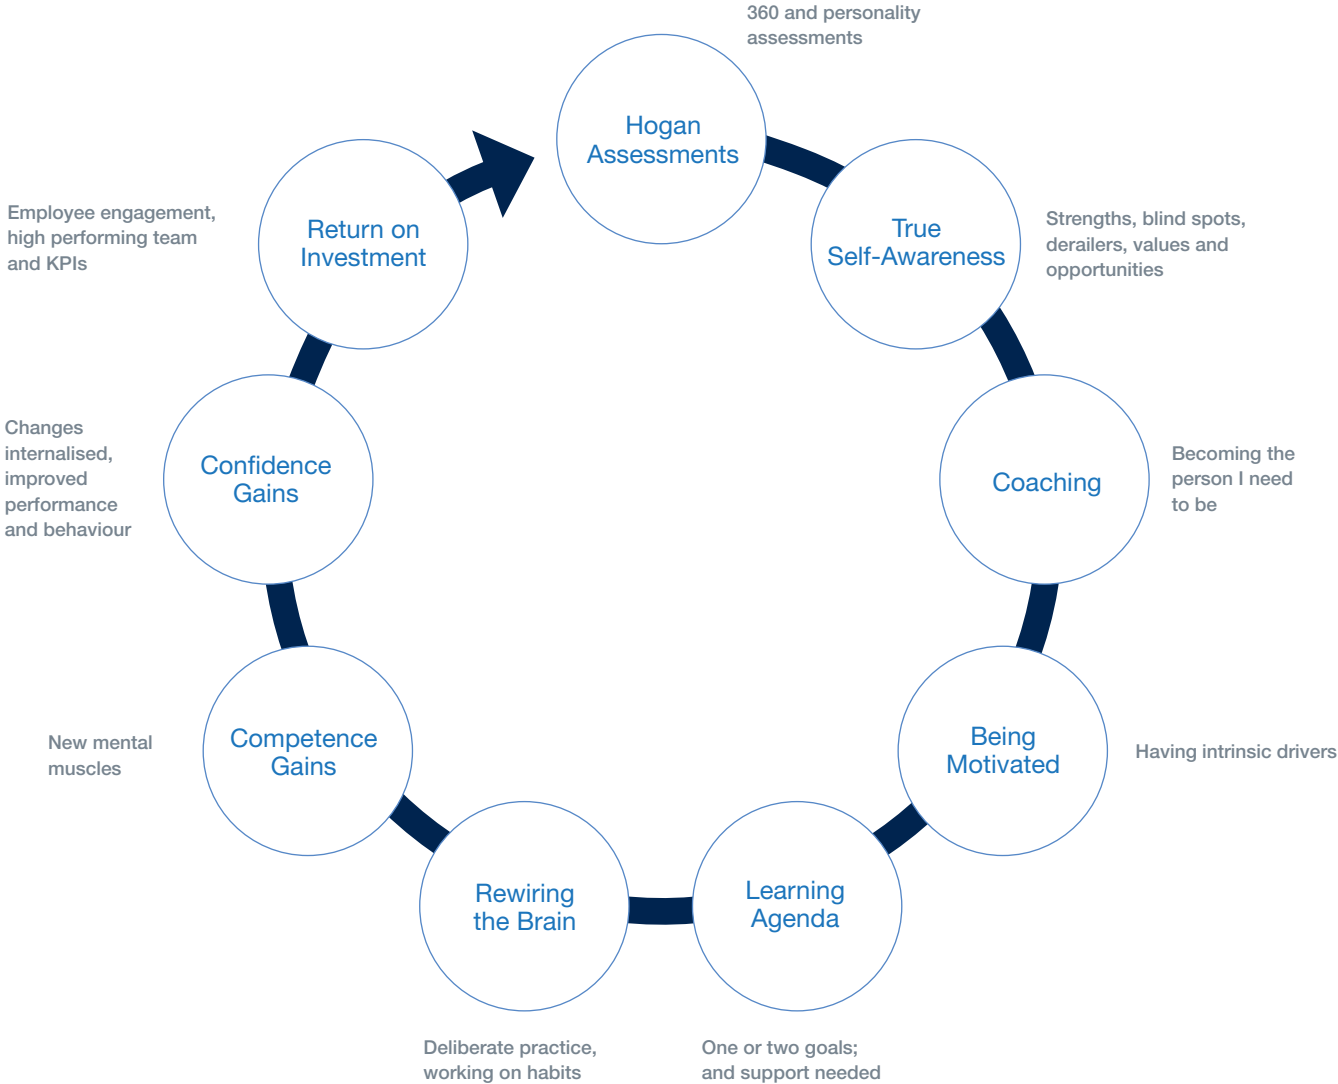 360 and personality
assessments
Hogan
Assessments
True
Self-Awareness
Strengths, blind spots,
derailers, values and
opportunities
Coaching
Becoming the
person I need
to be
Being
Motivated
Having intrinsic drivers
Learning
Agenda
One or two goals;
and support needed
Rewiring
the Brain
Deliberate practice,
working on habits
Competence
Gains
New mental
muscles
Confidence
Gains
Changes
internalised,
improved
performance
and behaviour
Return on
Investment
Employee engagement,
high performing team
and KPIs